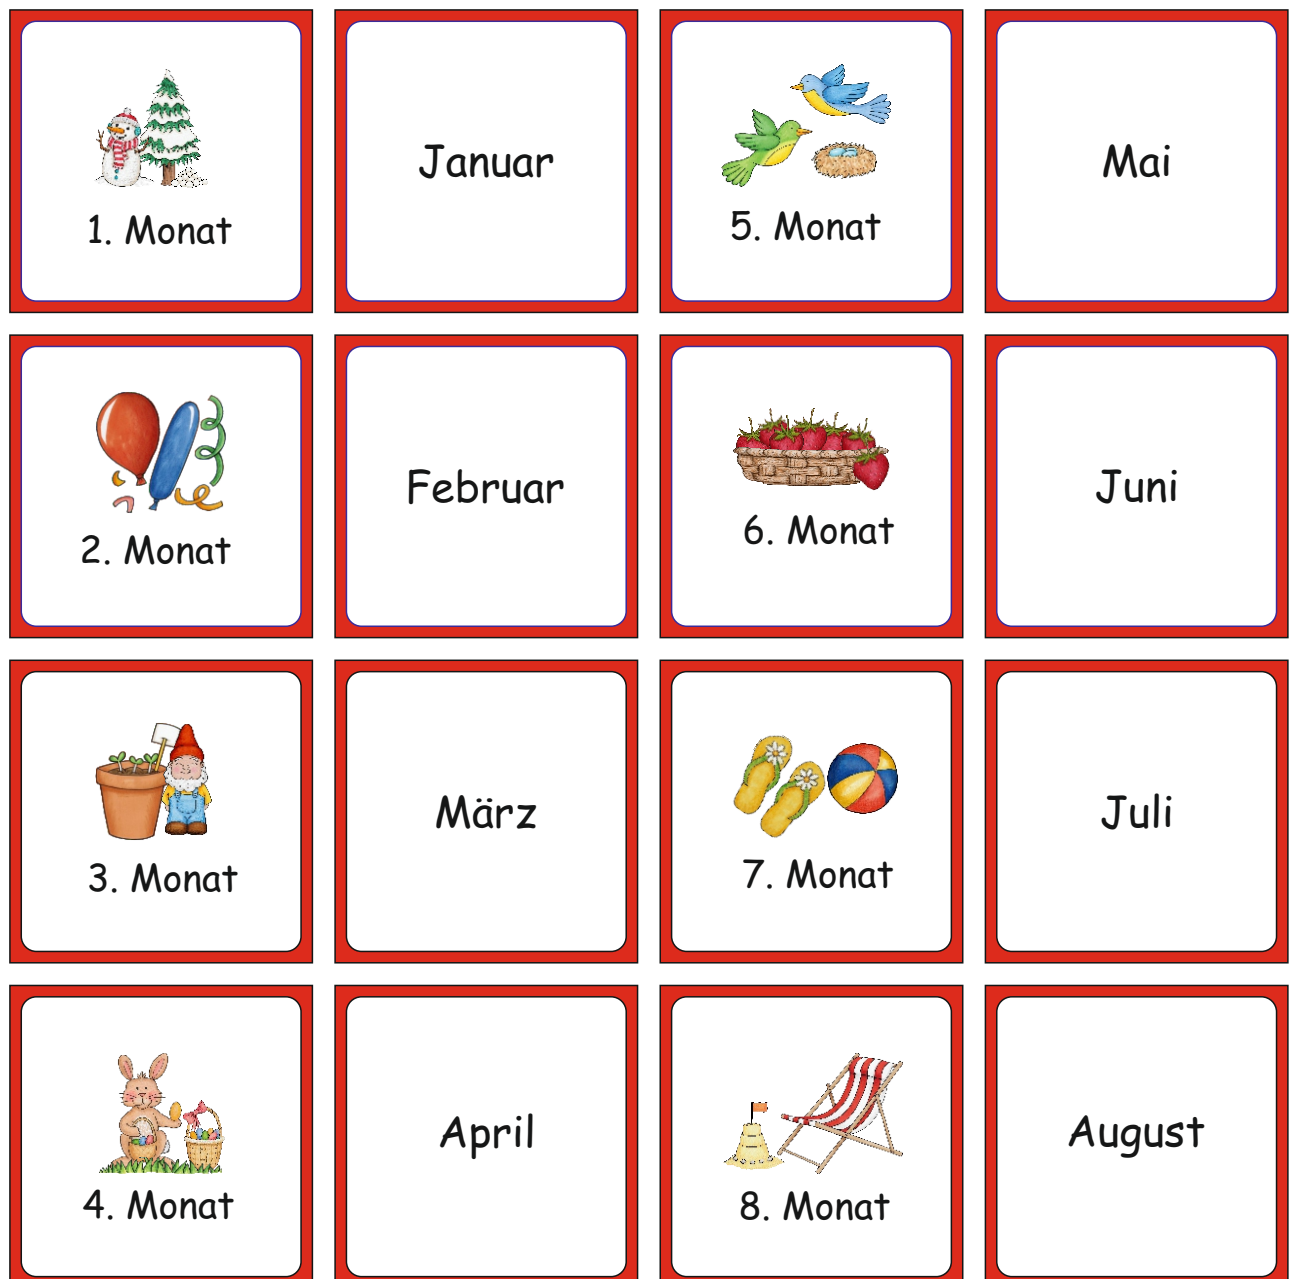 1. Monat
Januar
5. Monat
Mai
2. Monat
Februar
6. Monat
Juni
3. Monat
März
7. Monat
Juli
4. Monat
April
8. Monat
August